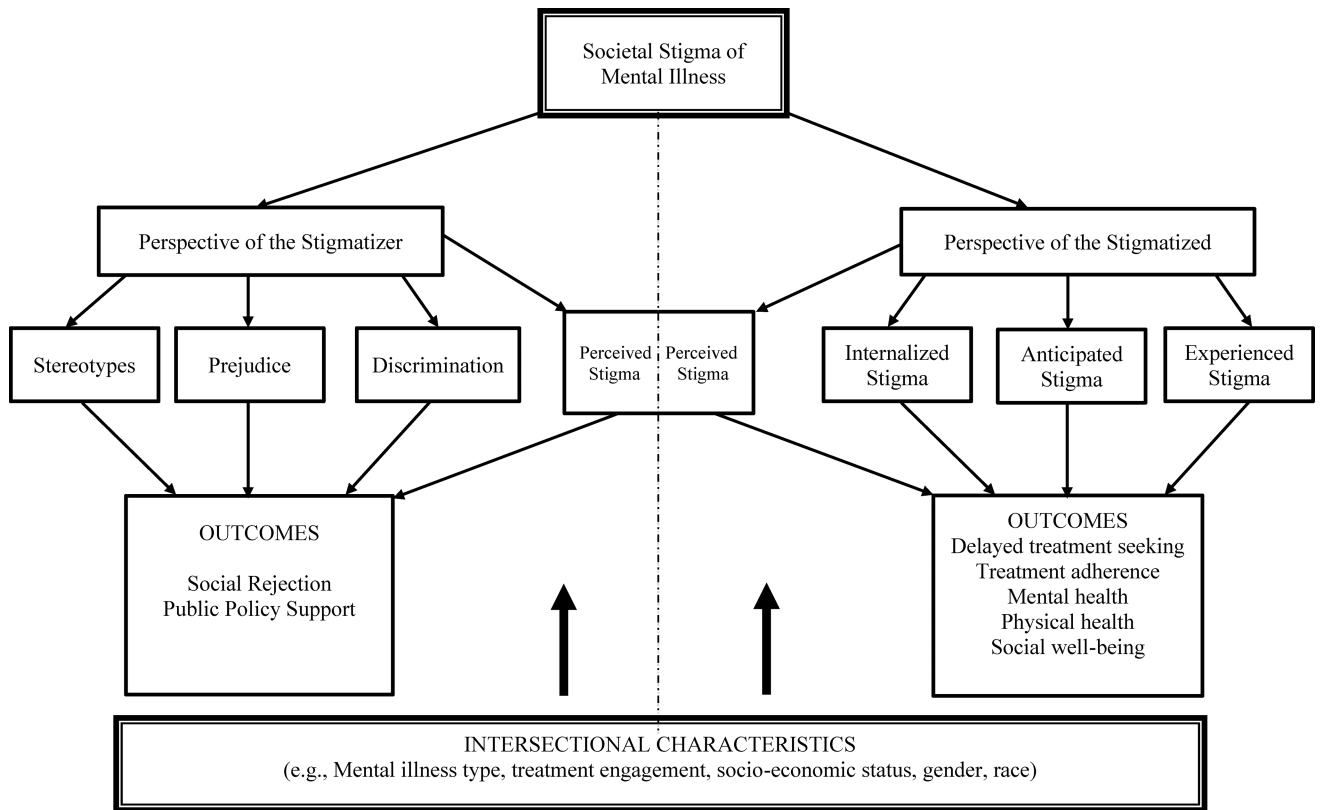 Societal Stigma of
Mental Illness
Perspective of the Stigmatizer
Perspective of the Stigmatized
Stereotypes
Prejudice
Discrimination
Perceived
Stigma
Perceived
Stigma
Internalized
Stigma
Anticipated
Stigma
Experienced
Stigma
OUTCOMES
Social Rejection
Public Policy Support
OUTCOMES
Delayed treatment seeking
Treatment adherence
Mental health
Physical health
Social well-being
INTERSECTIONAL CHARACTERISTICS
(e.g., Mental illness type, treatment engagement, socio-economic status, gender, race)